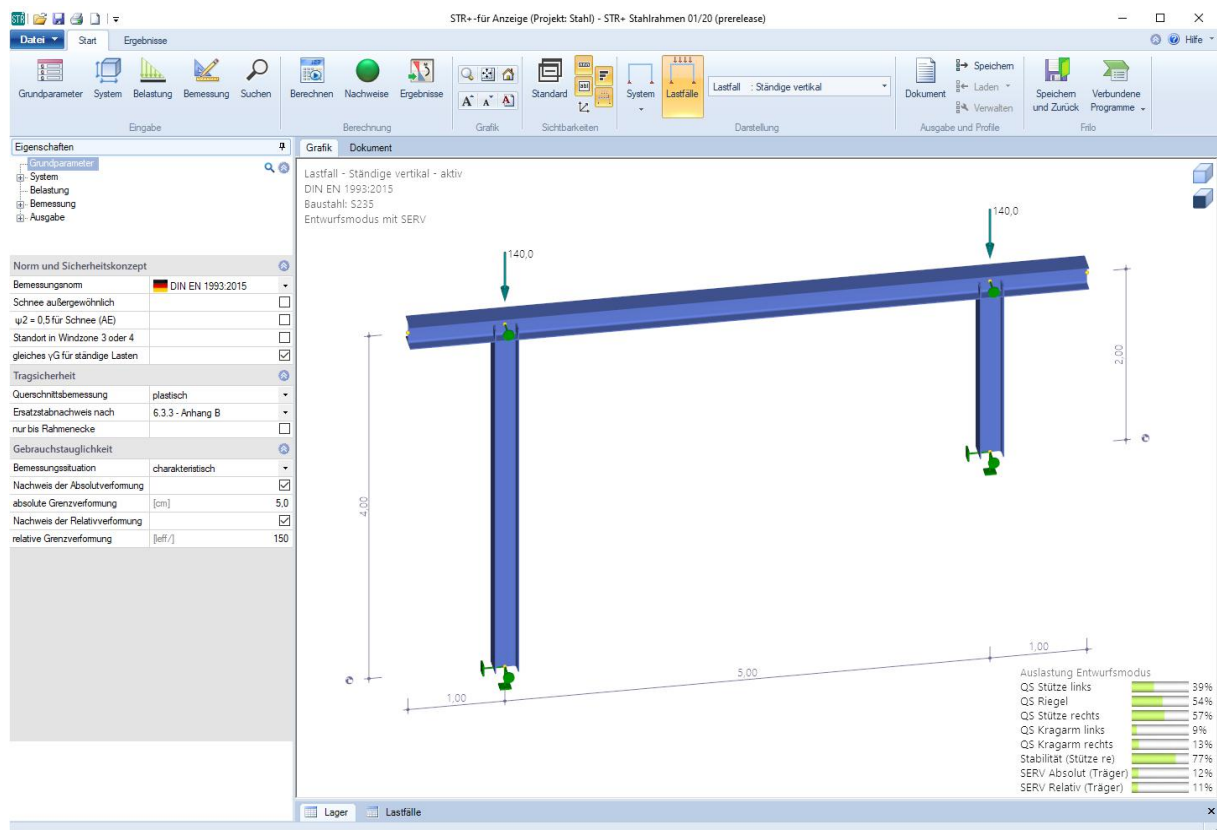 STR+ -für Anzeige (Projekt: Stahl) - STR+ Stahlrahmen 01/20 (prerelease)
Datei Start Ergebnisse Hilfe
Grundparameter System Belastung Bemessung Suchen Berechnen Nachweise Ergebnisse Standard System Lastfälle Lastfall : Ständige vertikal Dokument Speichern Laden Verwalten Speichern und Zurück Verbundene Programme
Eingabe Berechnung Grafik Sichtbarkeiten Darstellung Ausgabe und Profile Frilo
Eigenschaften
Grundparameter
System
Belastung
Bemessung
Ausgabe
Norm und Sicherheitskonzept
Bemessungsnorm DIN EN 1993:2015
Schnee außergewöhnlich
ψ2 = 0,5 für Schnee (AE)
Standort in Windzone 3 oder 4
gleiches γG für ständige Lasten
Tragsicherheit
Querschnittsbemessung plastisch
Ersatzstabnachweis nach 6.3.3 - Anhang B
nur bis Rahmenecke
Gebrauchstauglichkeit
Bemessungssituation charakteristisch
Nachweis der Absolutverformung
absolute Grenzverformung [cm] 5,0
Nachweis der Relativverformung
relative Grenzverformung [leff/] 150
Grafik Dokument
Lastfall - Ständige vertikal - aktiv
DIN EN 1993:2015
Baustahl: S235
Entwurfsmodus mit SERV
140,0
140,0
2,00
4,00
1,00
5,00
1,00
Auslastung Entwurfsmodus
QS Stütze links 39%
QS Riegel 54%
QS Stütze rechts 57%
QS Kragarm links 9%
QS Kragarm rechts 13%
Stabilität (Stütze re) 77%
SERV Absolut (Träger) 12%
SERV Relativ (Träger) 11%
Lager Lastfälle